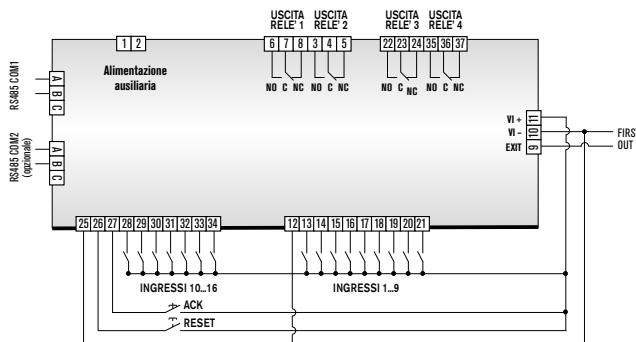 USCITA
RELE' 1
USCITA
RELE' 2
USCITA
RELE' 3
USCITA
RELE' 4
1 2
6 7 8 3 4 5
22 23 24 35 36 37
Alimentazione
ausiliaria
NO C NC NO C NC
NO C NC NO C NC
RS485 COM1
A
B
C
RS485 COM2
(opzionale)
A
B
C
VI + 11
VI – 10
EXIT 9
FIRST
OUT
25 26 27 28 29 30 31 32 33 34
12 13 14 15 16 17 18 19 20 21
INGRESSI 10...16
INGRESSI 1...9
ACK
RESET